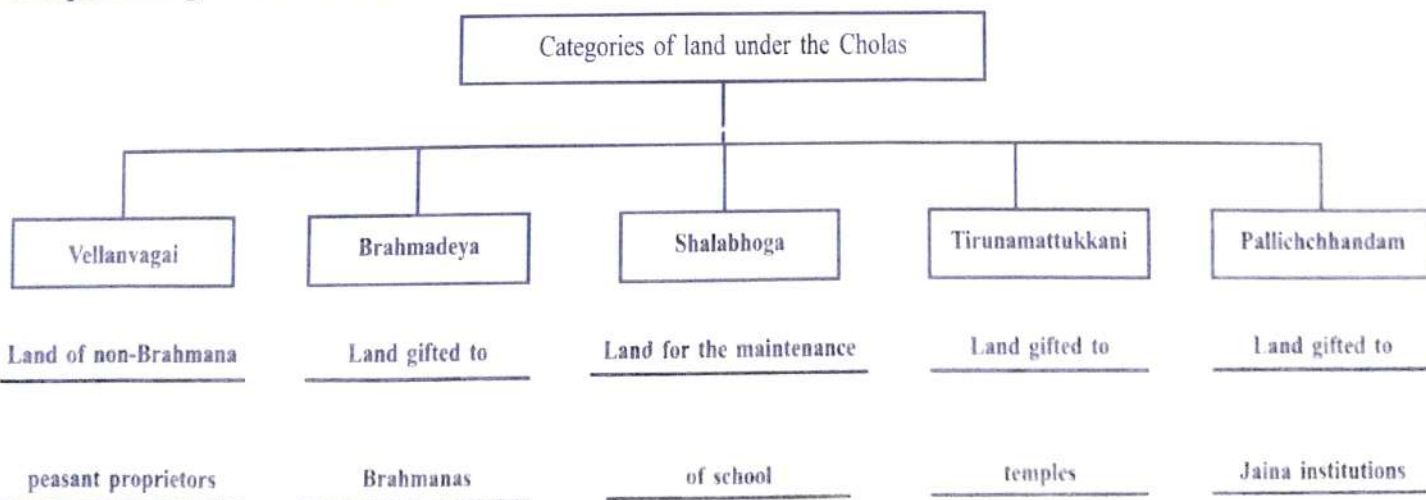 Categories of land under the Cholas
Vellanvagai
Brahmadeya
Shalabhoga
Tirunamattukkani
Pallichchhandam
Land of non-Brahmana
peasant proprietors
Land gifted to
Brahmanas
Land for the maintenance
of school
Land gifted to
temples
Land gifted to
Jaina institutions